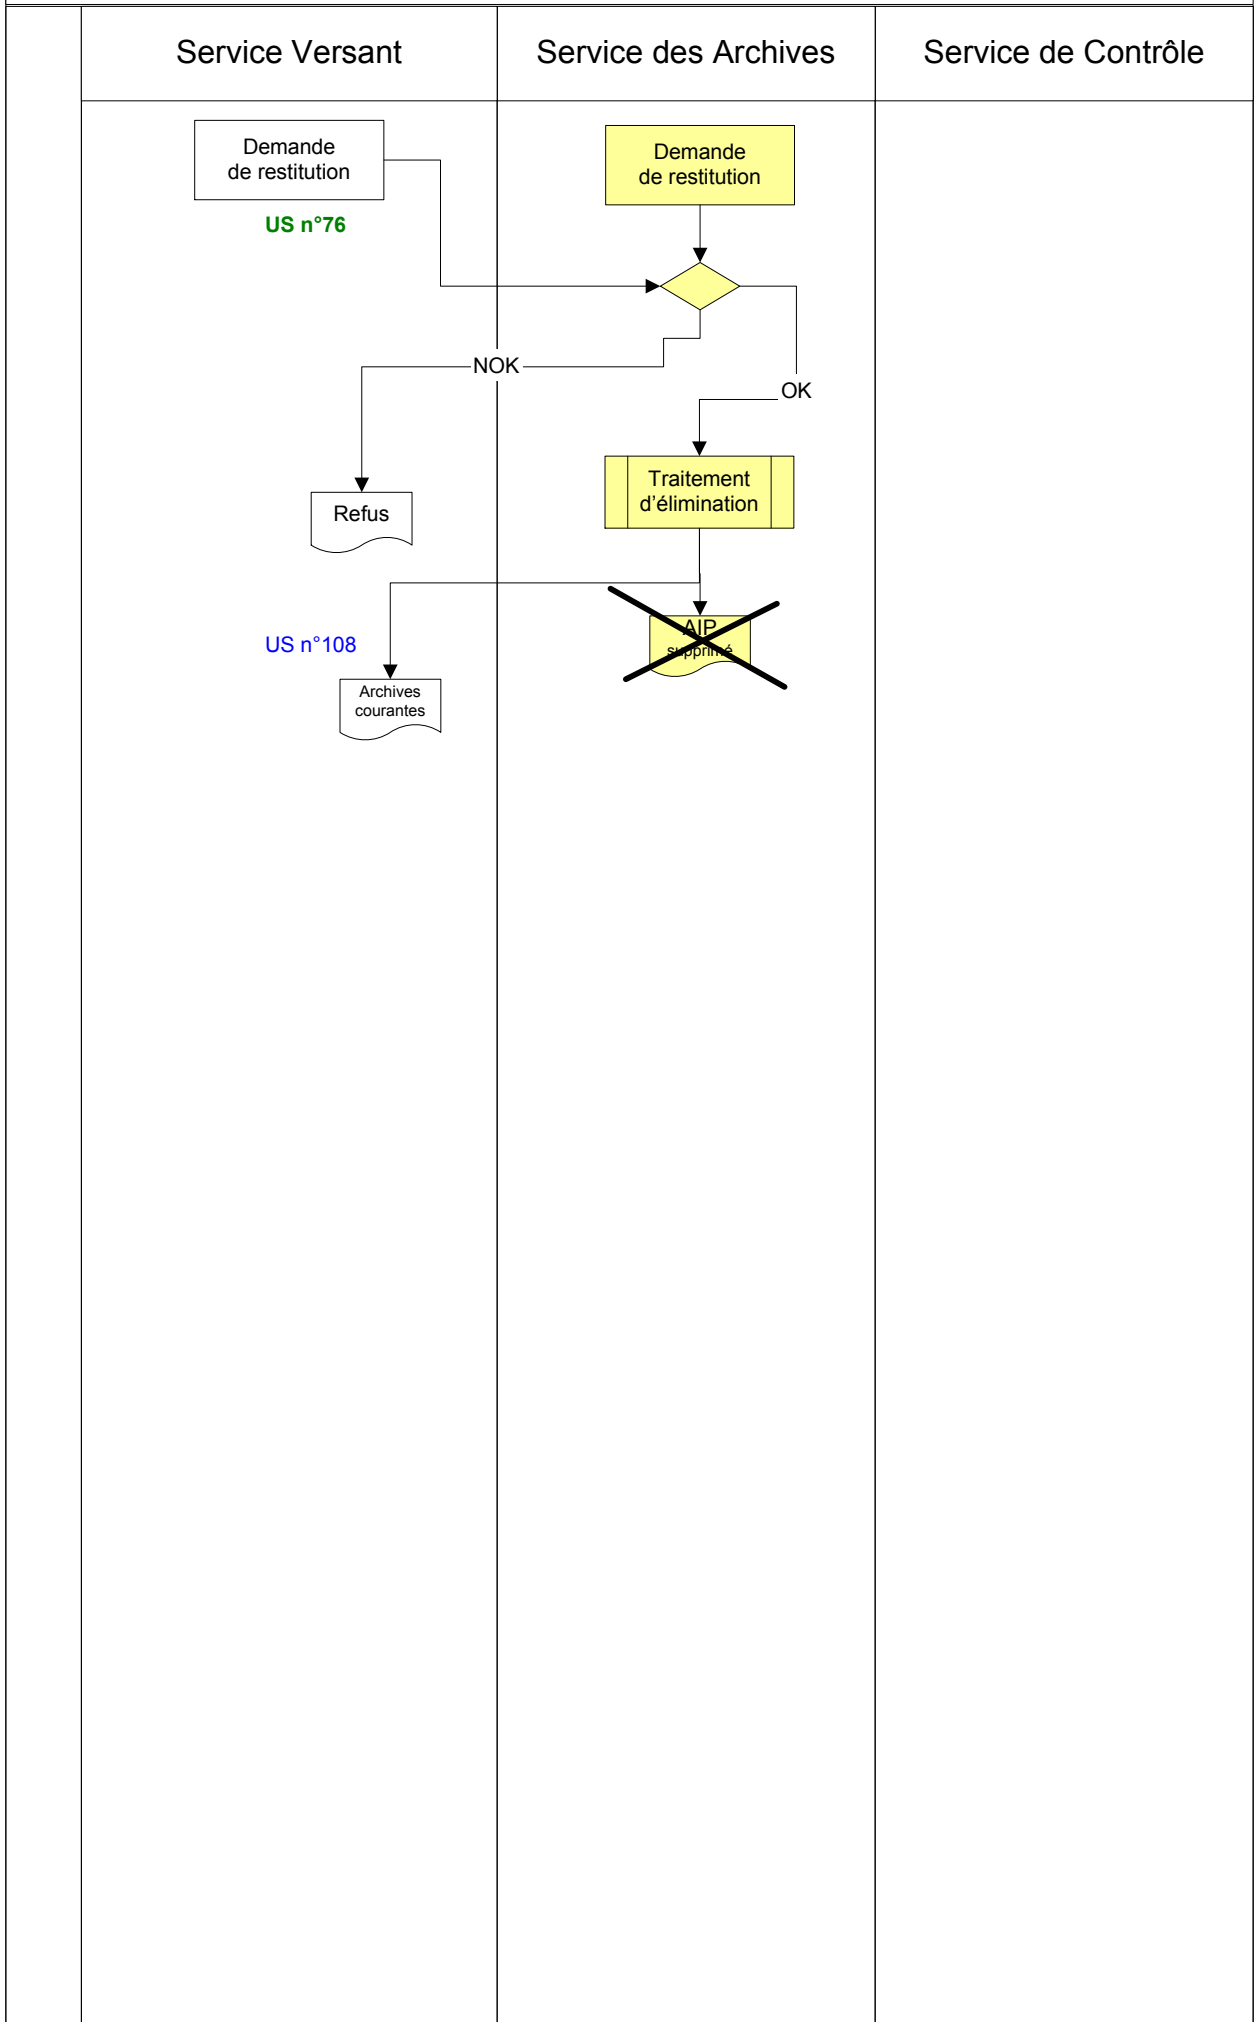 Service Versant
Service des Archives
Service de Contrôle
Demande
de restitution
US n°76
Demande
de restitution
NOK
OK
Traitement
d'élimination
Refus
US n°108
AIP
supprimé
Archives
courantes